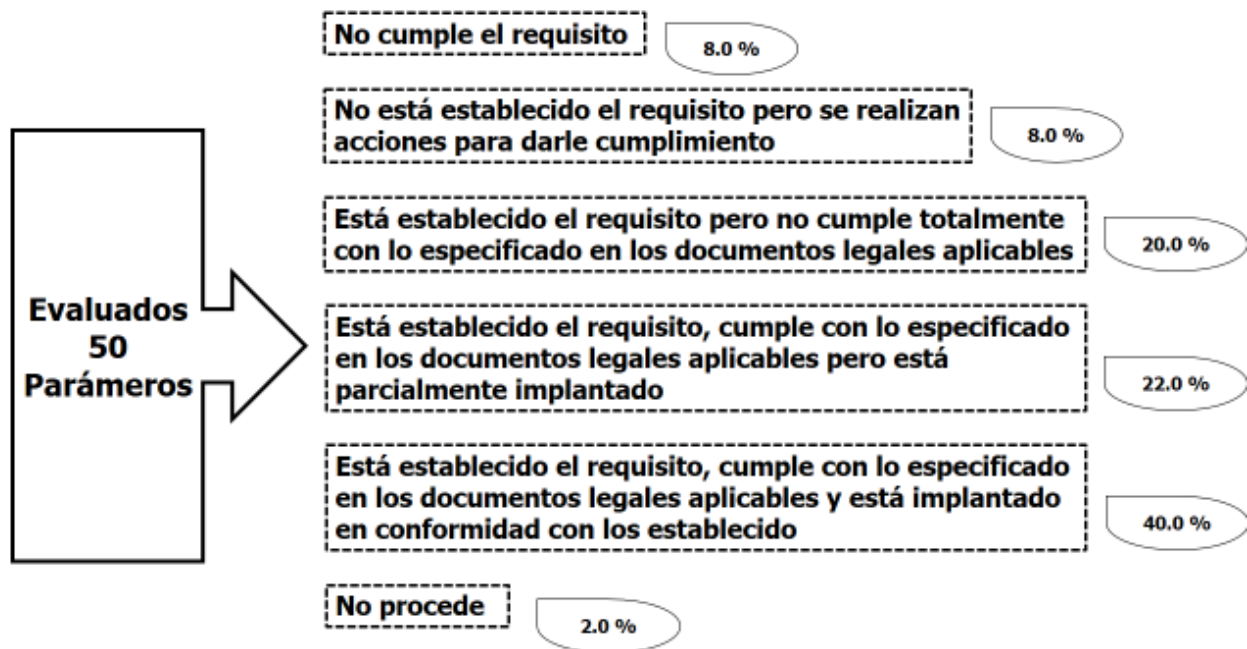 Evaluados
50
Parámeros
No cumple el requisito
8.0 %
No está establecido el requisito pero se realizan
acciones para darle cumplimiento
8.0 %
Está establecido el requisito pero no cumple totalmente
con lo especificado en los documentos legales aplicables
20.0 %
Está establecido el requisito, cumple con lo especificado
en los documentos legales aplicables pero está
parcialmente implantado
22.0 %
Está establecido el requisito, cumple con lo especificado
en los documentos legales aplicables y está implantado
en conformidad con los establecido
40.0 %
No procede
2.0 %